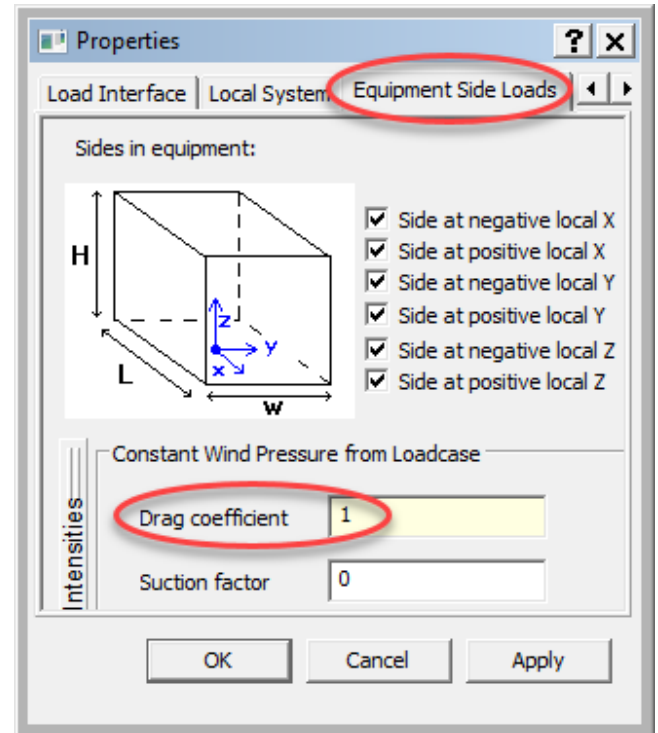 Properties
? x
Load Interface Local System Equipment Side Loads
Sides in equipment:
H
L
W
z
y
x
Side at negative local X
Side at positive local X
Side at negative local Y
Side at positive local Y
Side at negative local Z
Side at positive local Z
Intensities
Constant Wind Pressure from Loadcase
Drag coefficient 1
Suction factor 0
OK Cancel Apply